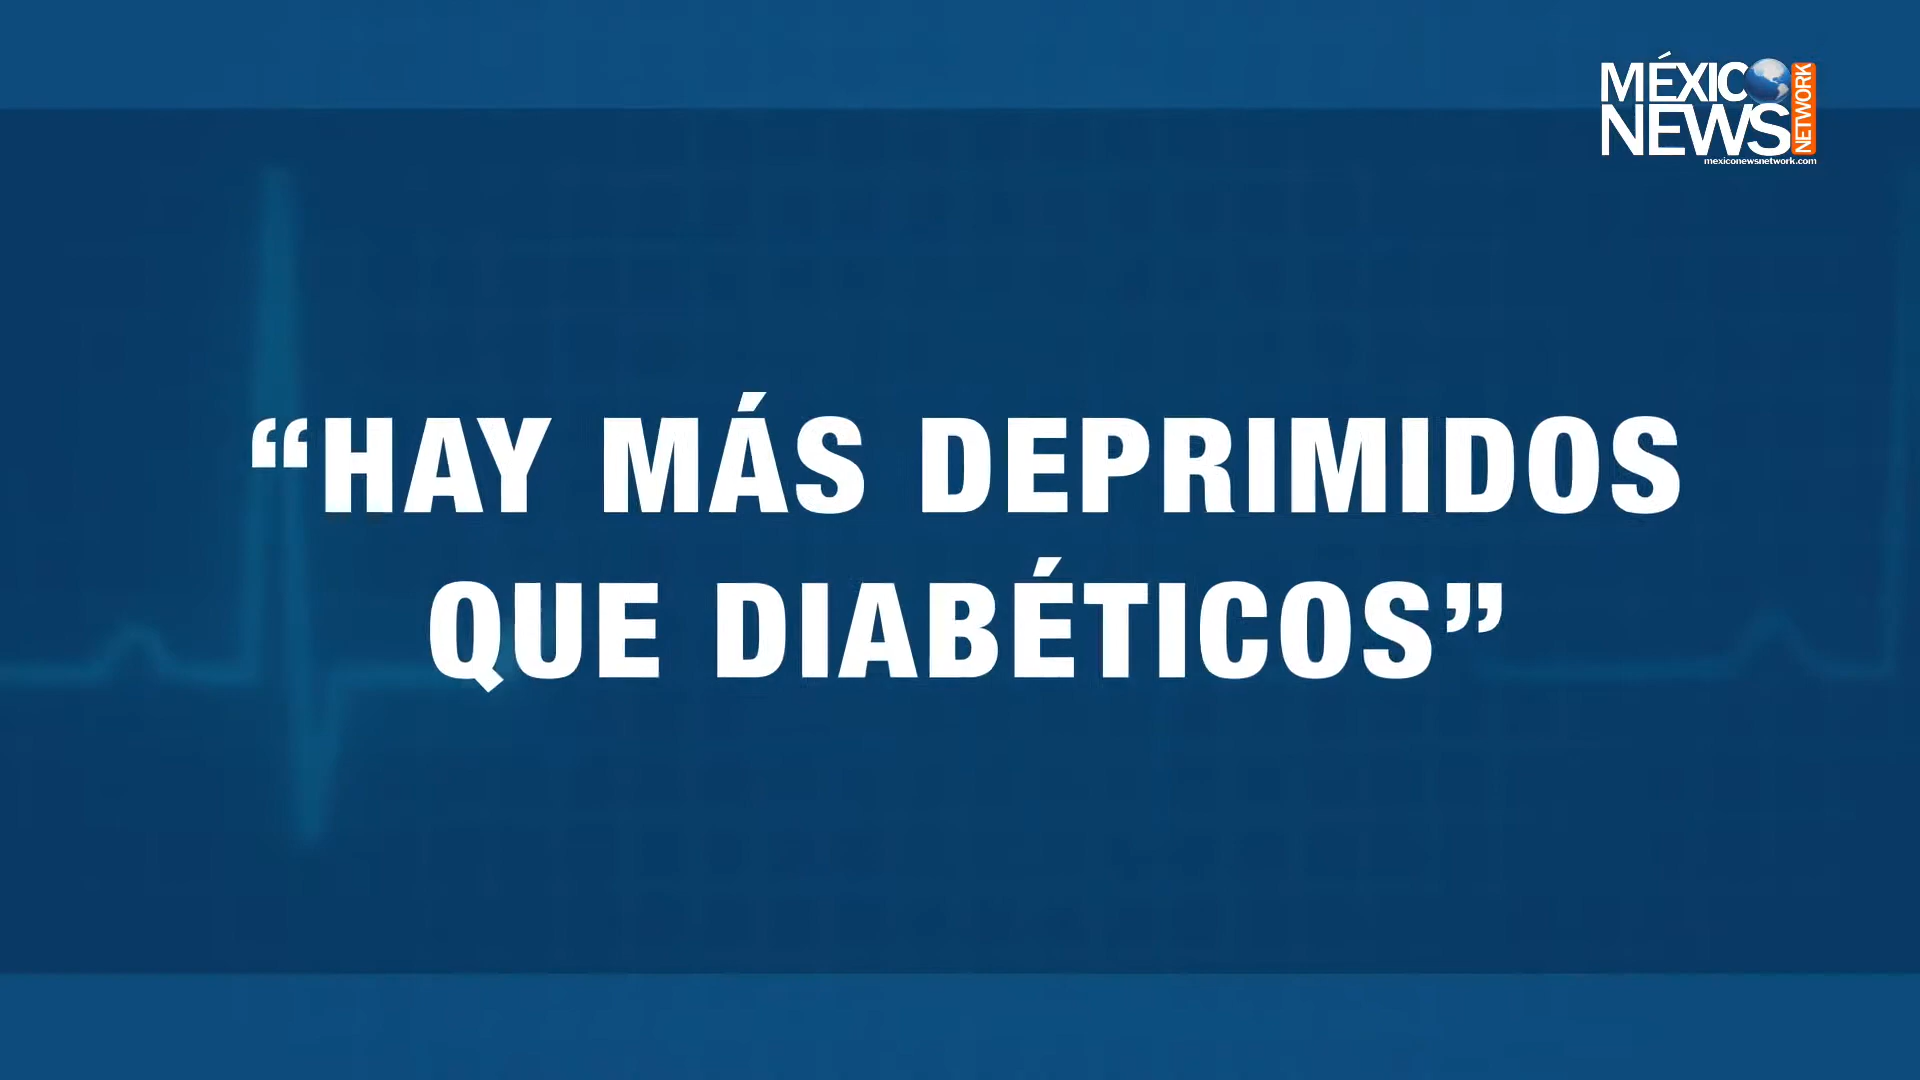 MÉXICO
NEWS
NETWORK
mexiconewsnetwork.com
“HAY MÁS DEPRIMIDOS
QUE DIABÉTICOS”